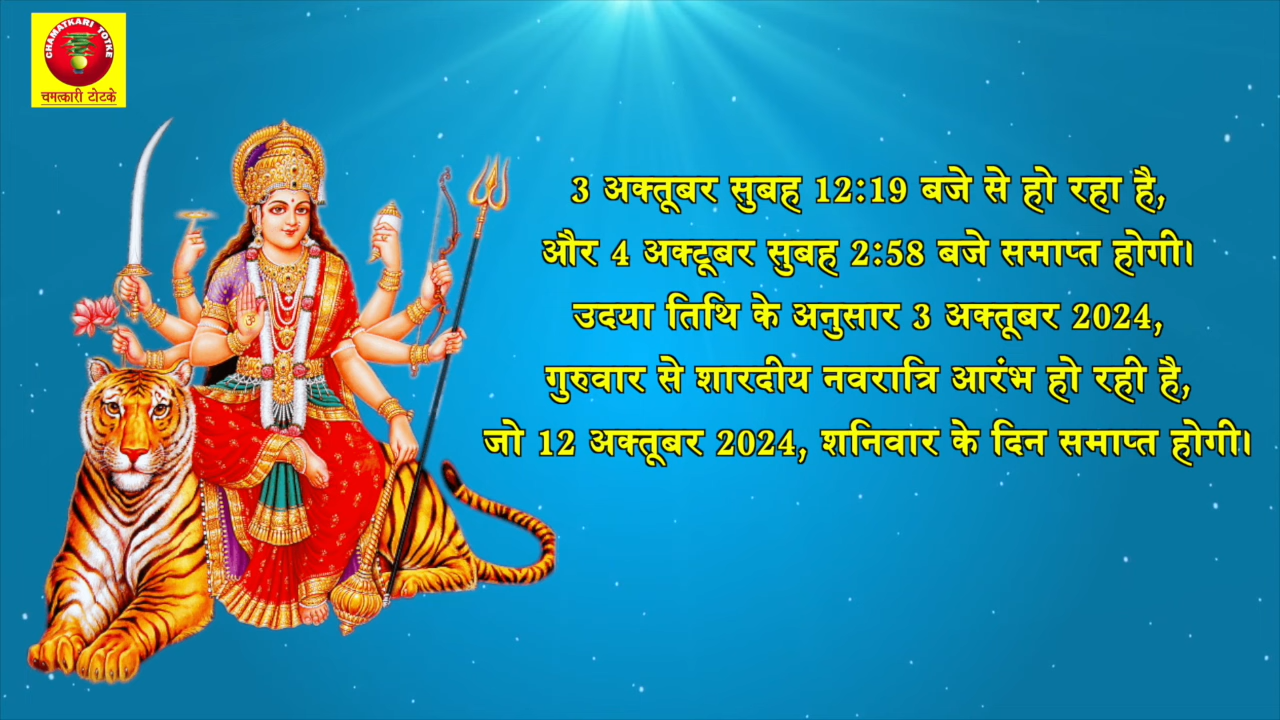 CHAMATKARI TOTKE
चमत्कारी टोटके
3 अक्तूबर सुबह 12:19 बजे से हो रहा है,
और 4 अक्टूबर सुबह 2:58 बजे समाप्त होगी।
उदया तिथि के अनुसार 3 अक्तूबर 2024,
गुरुवार से शारदीय नवरात्रि आरंभ हो रही है,
जो 12 अक्तूबर 2024, शनिवार के दिन समाप्त होगी।
ॐ